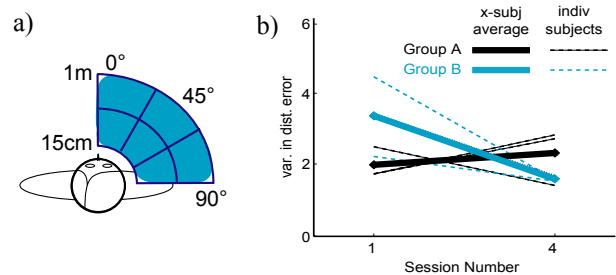 a)
1m
0°
45°
15cm
90°
b)
x-subj
average
indiv
subjects
Group A
Group B
var. in dist. error
6
4
2
0
1
4
Session Number